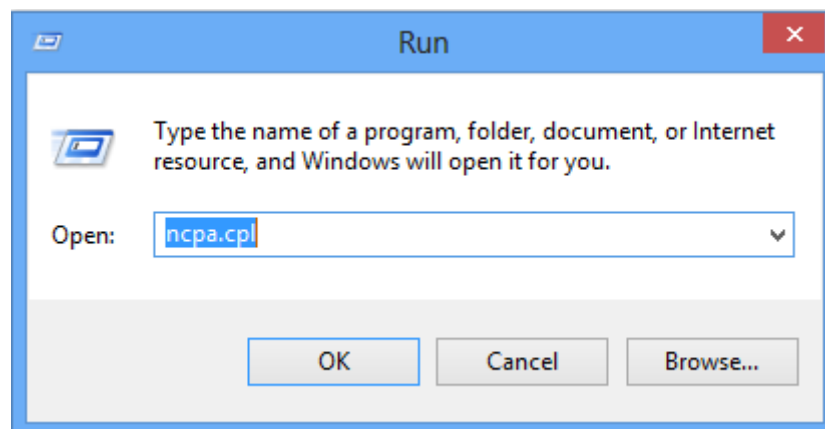 Run
Type the name of a program, folder, document, or Internet
resource, and Windows will open it for you.
Open: ncpa.cpl
OK Cancel Browse...